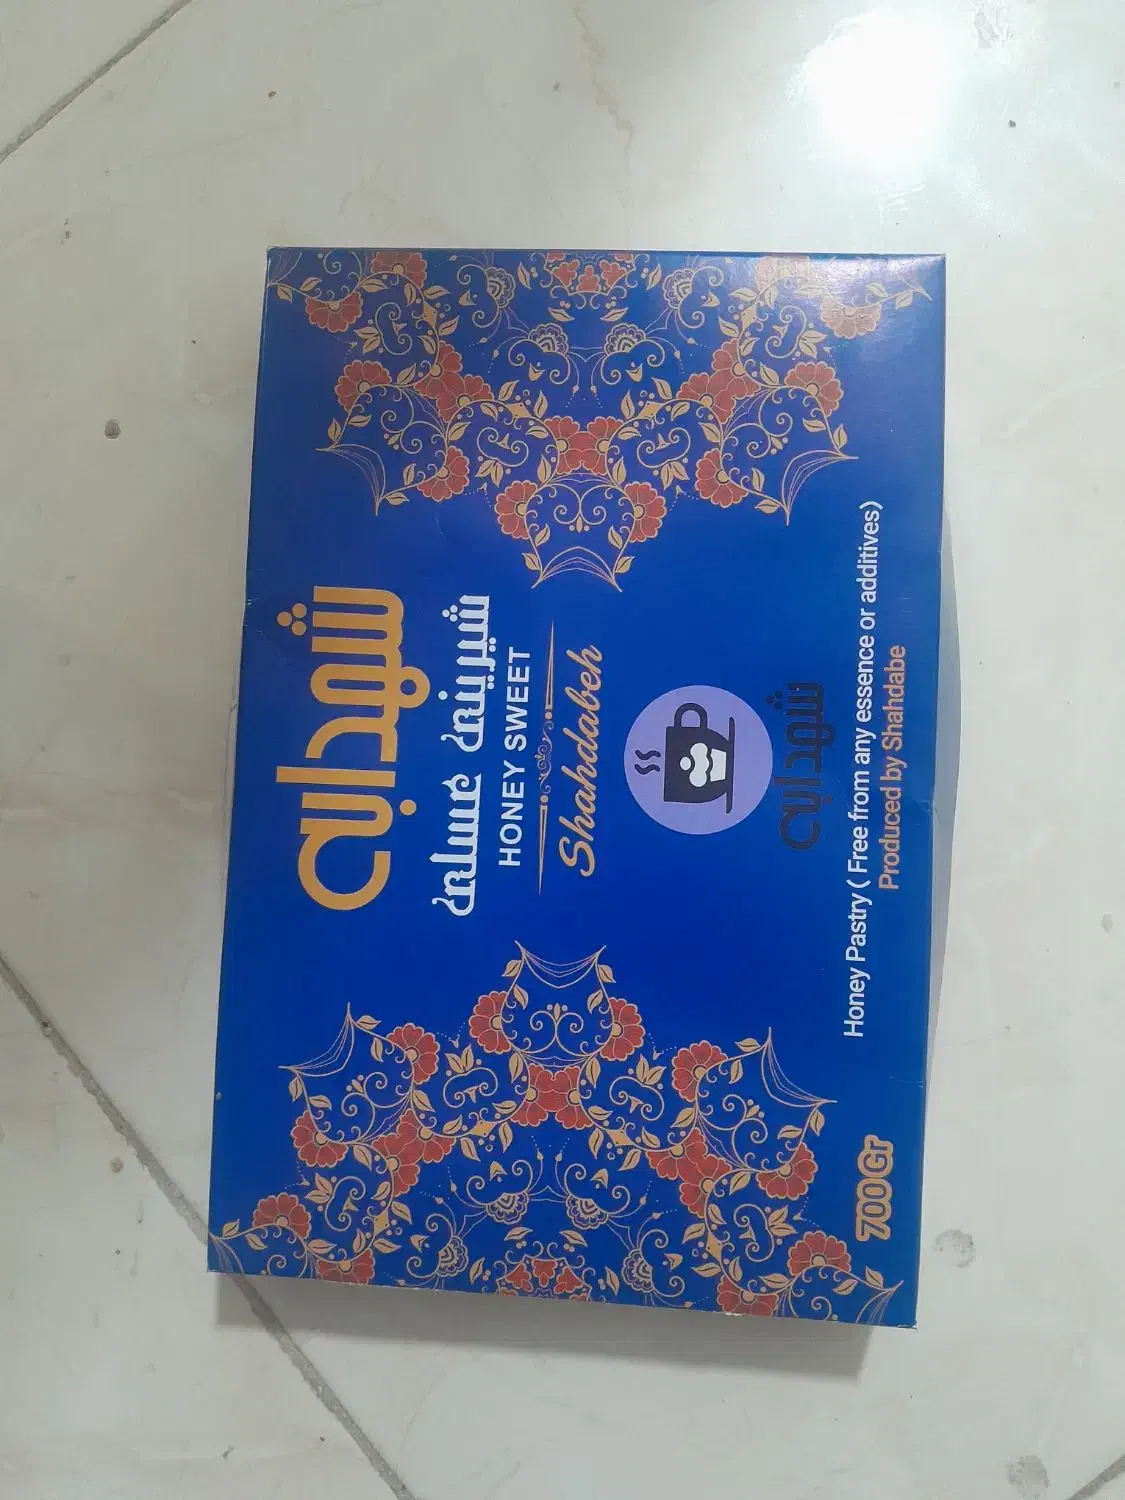 شهدابه
شیرینی عسلی
HONEY SWEET
Shahdabeh
شهدابه
Honey Pastry ( Free from any essence or additives)
Produced by Shahdabe
700Gr